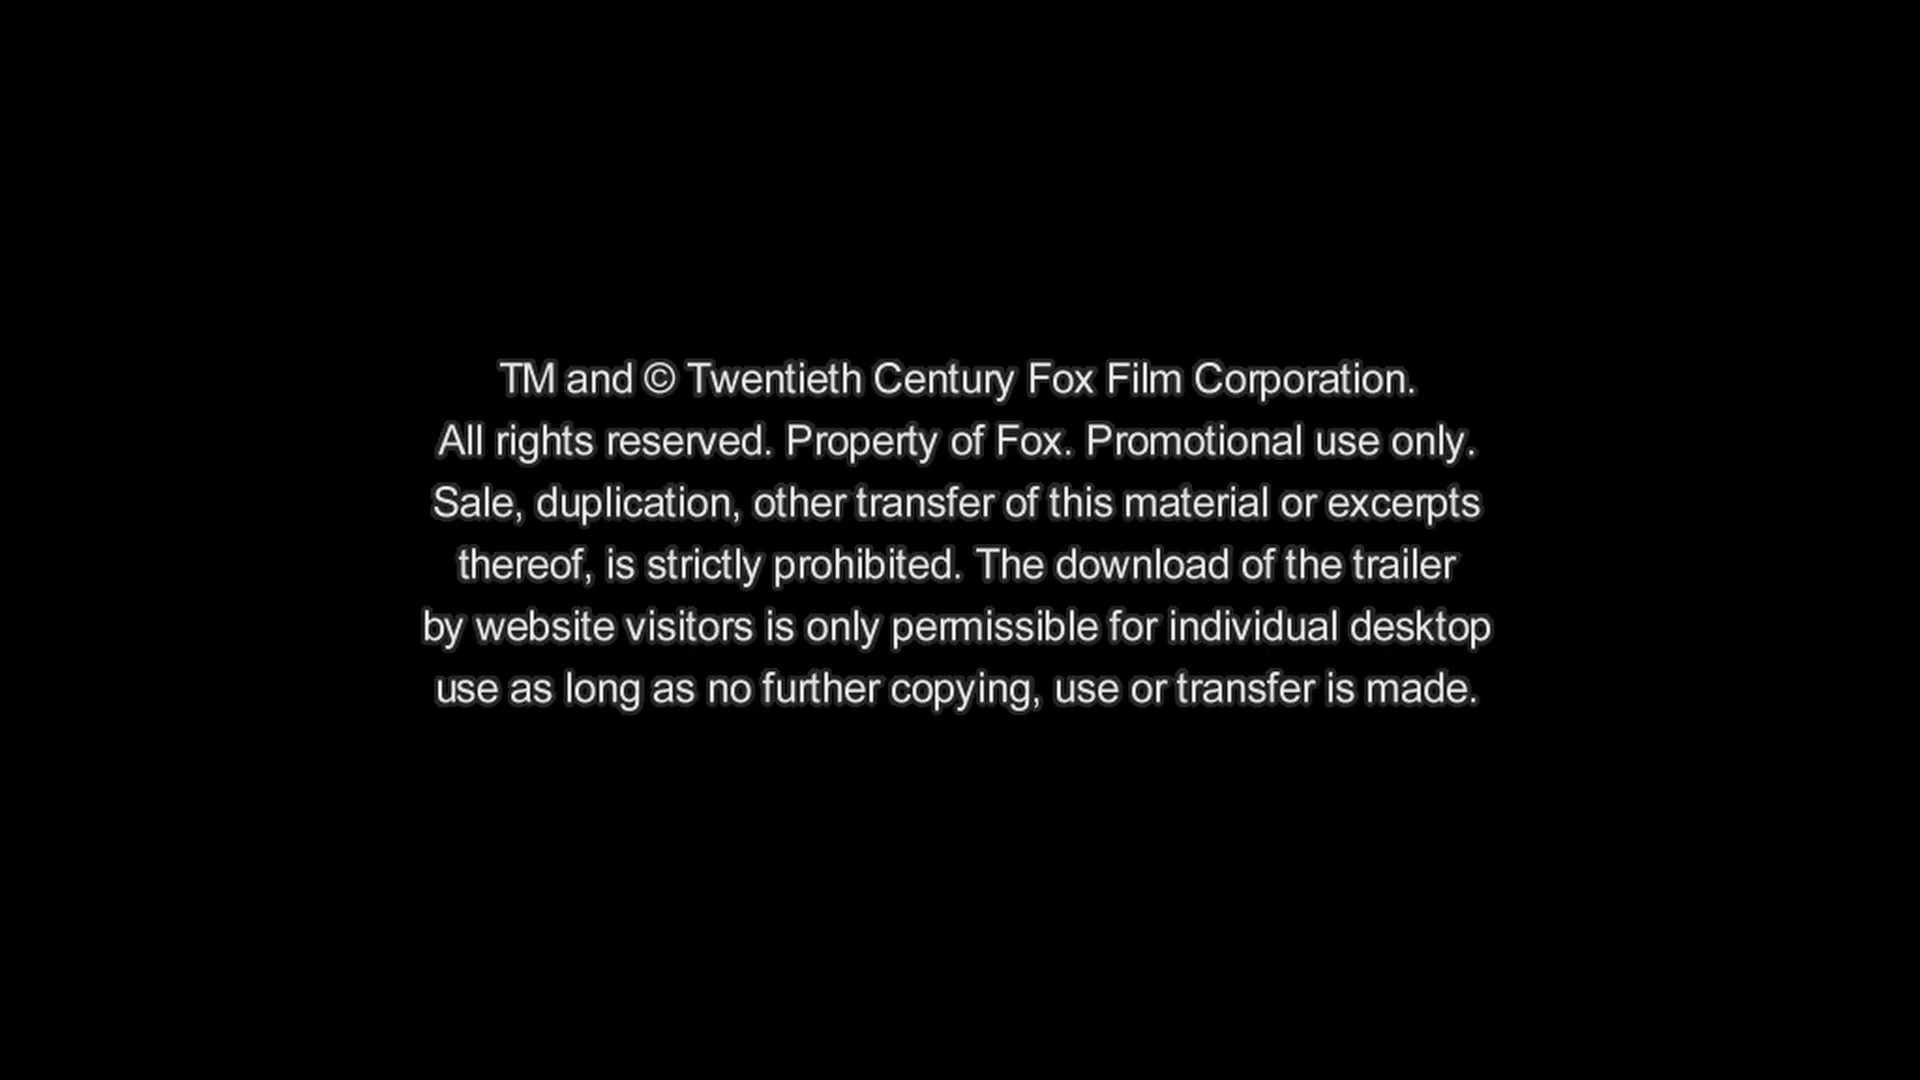 TM and © Twentieth Century Fox Film Corporation.
All rights reserved. Property of Fox. Promotional use only.
Sale, duplication, other transfer of this material or excerpts
thereof, is strictly prohibited. The download of the trailer
by website visitors is only permissible for individual desktop
use as long as no further copying, use or transfer is made.